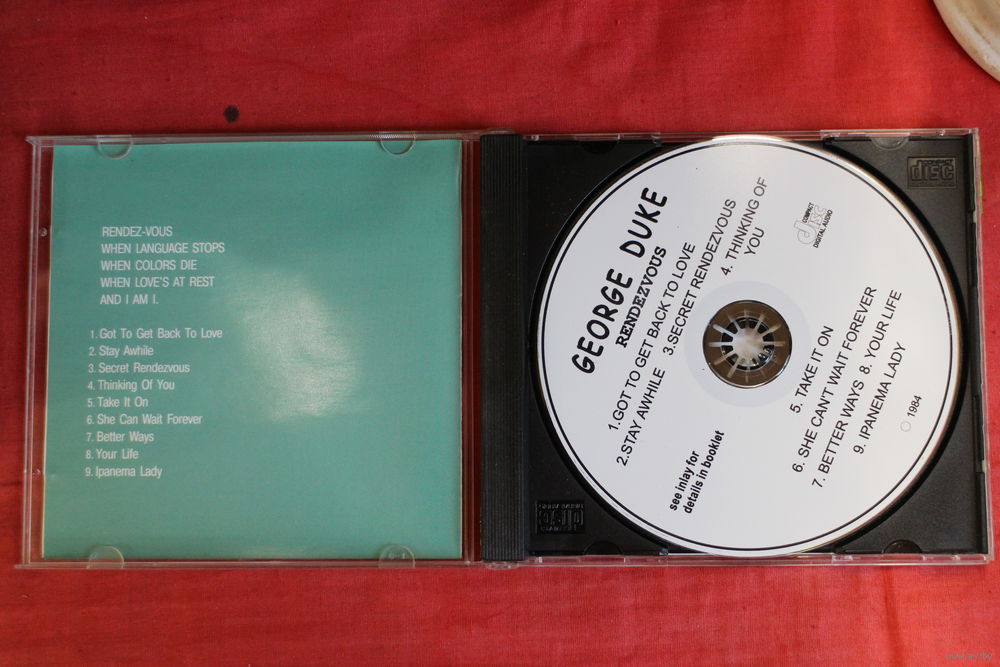 RENDEZ-VOUS
WHEN LANGUAGE STOPS
WHEN COLORS DIE
WHEN LOVE'S AT REST
AND I AM I.
1. Got To Get Back To Love
2. Stay Awhile
3. Secret Rendezvous
4. Thinking Of You
5. Take It On
6. She Can Wait Forever
7. Better Ways
8. Your Life
9. Ipanema Lady
GEORGE DUKE
RENDEZVOUS
1.GOT TO GET BACK TO LOVE
2.STAY AWHILE 3.SECRET RENDEZVOUS
4. THINKING OF
YOU
COMPACT
disc
DIGITAL AUDIO
see inlay for
details in booklet
5. TAKE IT ON
6. SHE CAN'T WAIT FOREVER
7. BETTER WAYS 8. YOUR LIFE
9. IPANEMA LADY
1984
COMPACT
disc
disc